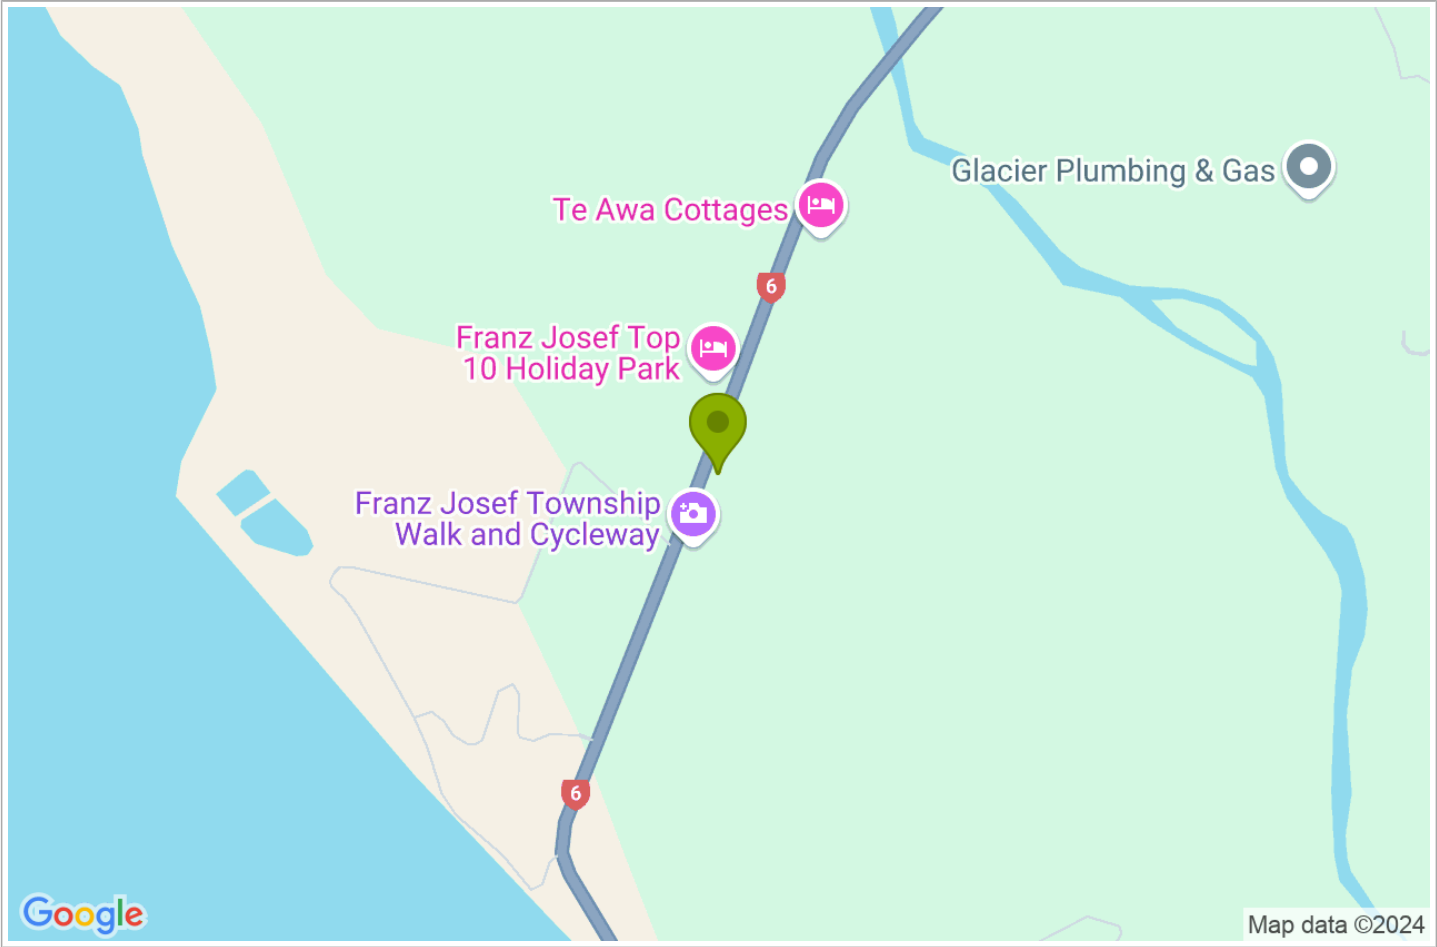 Glacier Plumbing & Gas
Te Awa Cottages
6
Franz Josef Top
10 Holiday Park
Franz Josef Township
Walk and Cycleway
6
Google
Map data ©2024